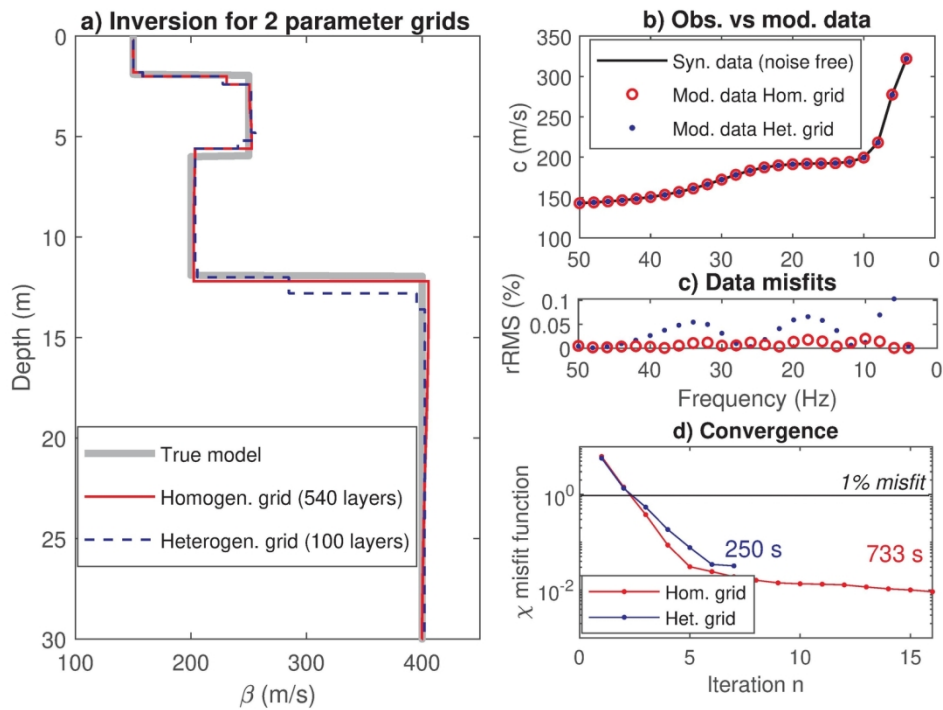 a) Inversion for 2 parameter grids
0
5
10
15
20
25
30
Depth (m)
True model
Homogen. grid (540 layers)
Heterogen. grid (100 layers)
100
200
300
400
β (m/s)
b) Obs. vs mod. data
350
300
250
200
150
100
c (m/s)
Syn. data (noise free)
Mod. data Hom. grid
Mod. data Het. grid
50
40
30
20
10
0
c) Data misfits
0.1
0.05
0
rRMS (%)
50
40
30
20
10
0
Frequency (Hz)
d) Convergence
10⁰
10⁻²
χ misfit function
1% misfit
250 s
733 s
Hom. grid
Het. grid
0
5
10
15
Iteration n